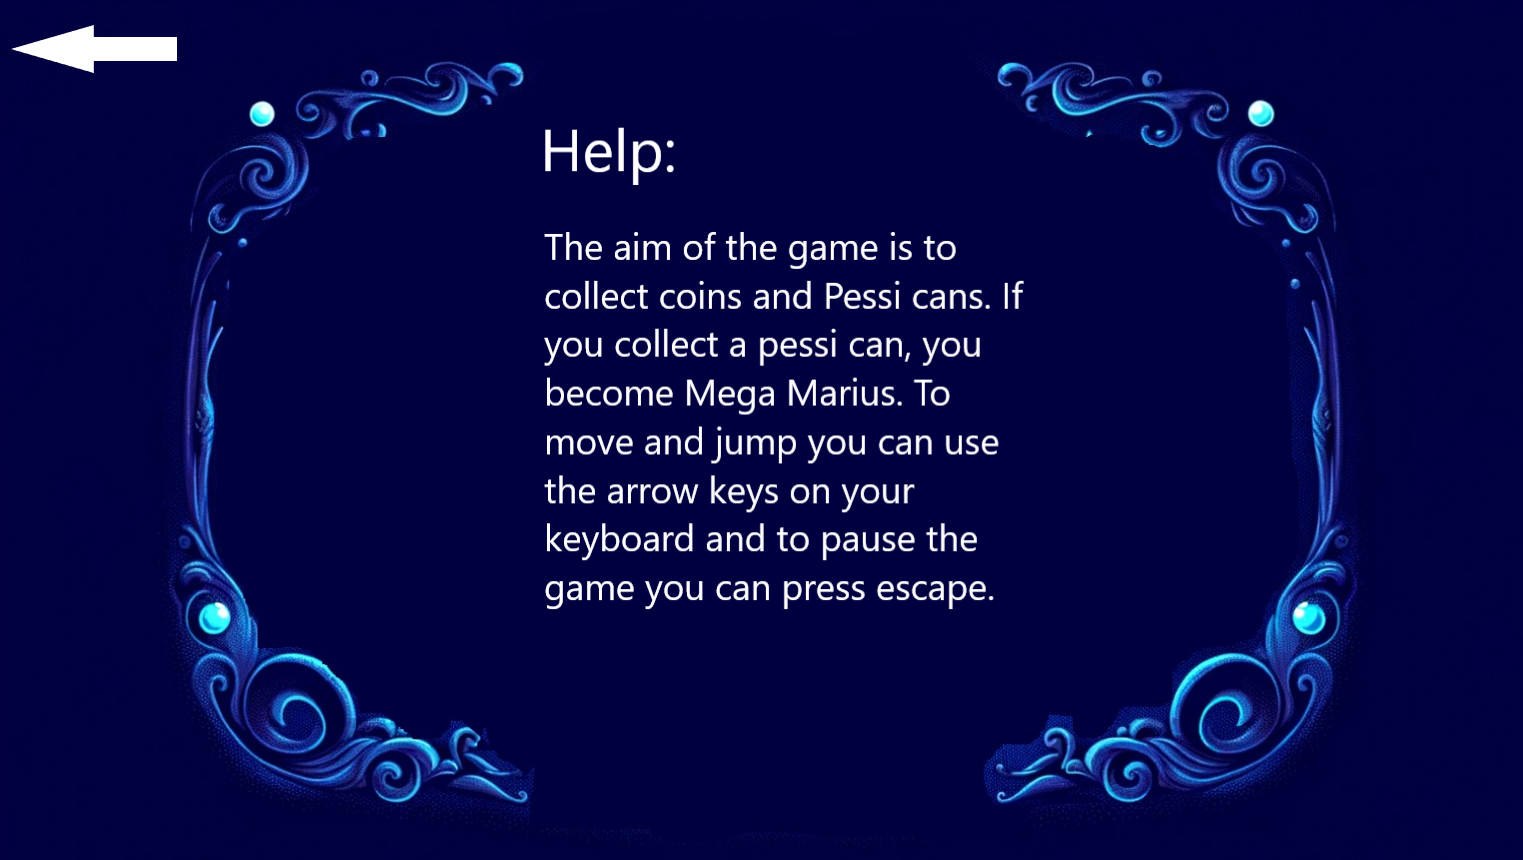 Help:
The aim of the game is to
collect coins and Pessi cans. If
you collect a pessi can, you
become Mega Marius. To
move and jump you can use
the arrow keys on your
keyboard and to pause the
game you can press escape.